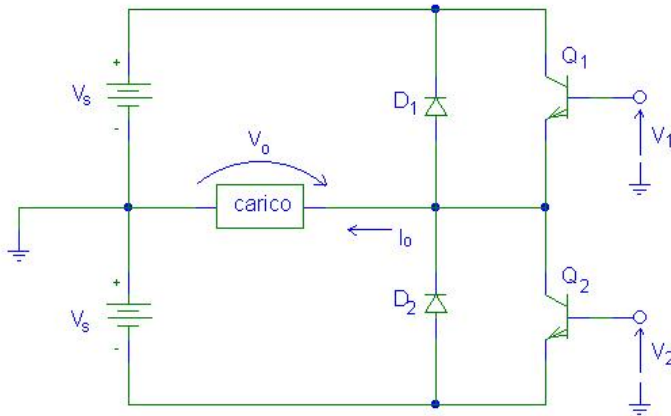 +
Vs
-
D1
Q1
V1
Vo
carico
Io
+
Vs
-
D2
Q2
V2